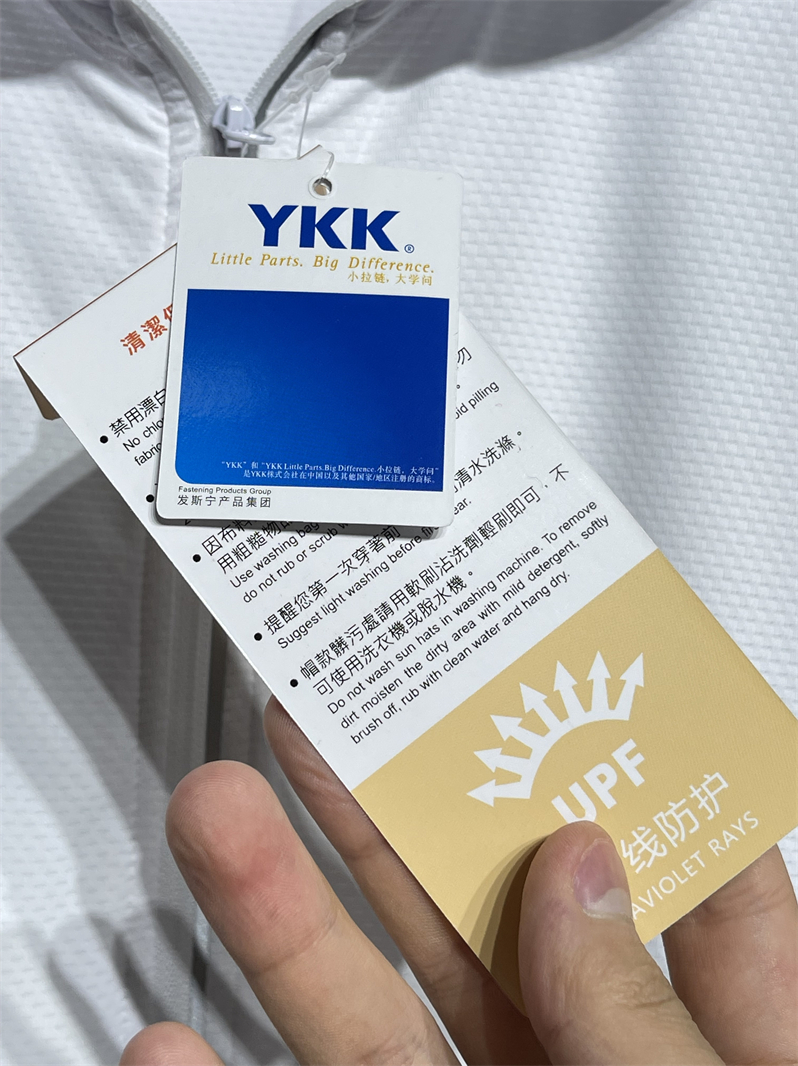 YKK®
Little Parts. Big Difference.
小拉链,大学问
"YKK" 和 "YKK Little Parts.Big Difference.小拉链,大学问"
是YKK株式会社在中国以及其他国家/地区注册的商标。
Fastening Products Group
发斯宁产品集团
清潔
禁用漂白
No
pilling
因布料
用粗糙物
Use washing bag
do not rub or scrub
提醒您第一次穿著前
清水洗滌。
Suggest light washing before
帽款髒污處請用軟刷沾洗劑輕刷即可,不
可使用洗衣機或脫水機。
Do not wash sun hats in washing machine. To remove
dirt moisten the dirty area with mild detergent, softly
brush off, rub with clean water and hang dry.
UPF
线防护
AVIOLET RAYS